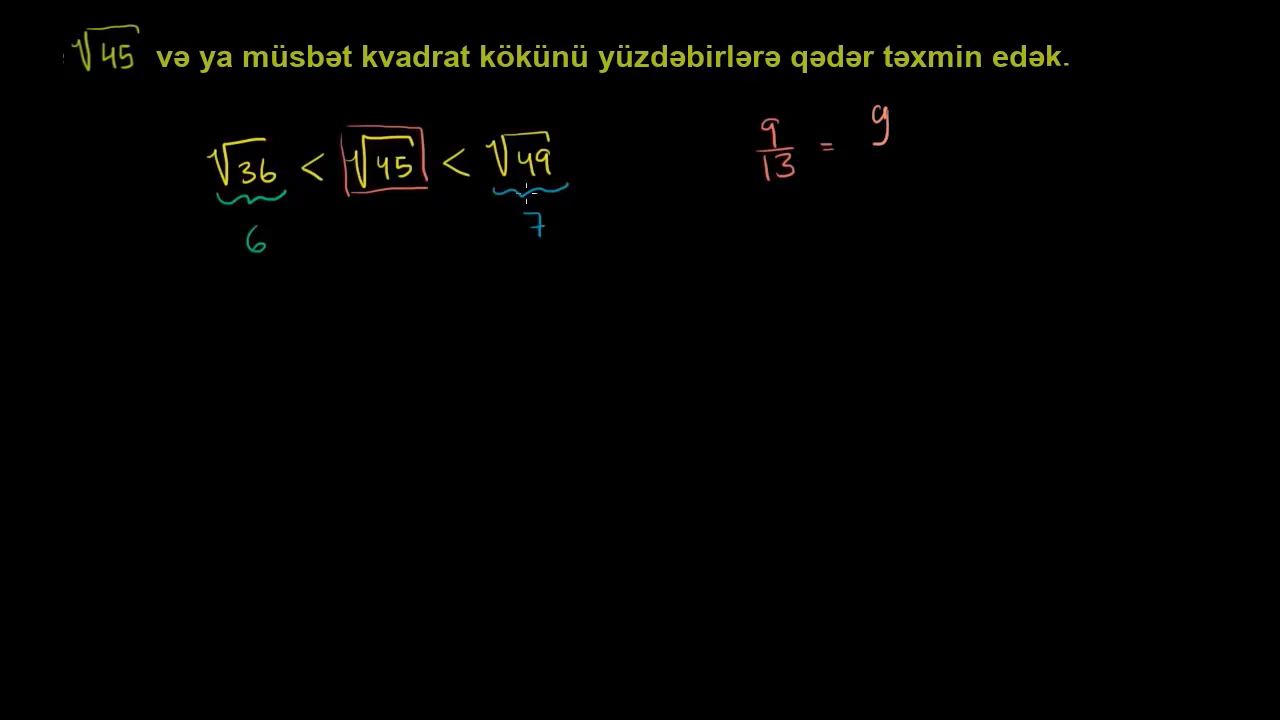 √45 və ya müsbət kvadrat kökünü yüzdəbirlərə qədər təxmin edək.
√36 < √45 < √49
6 7
9/13 = 9